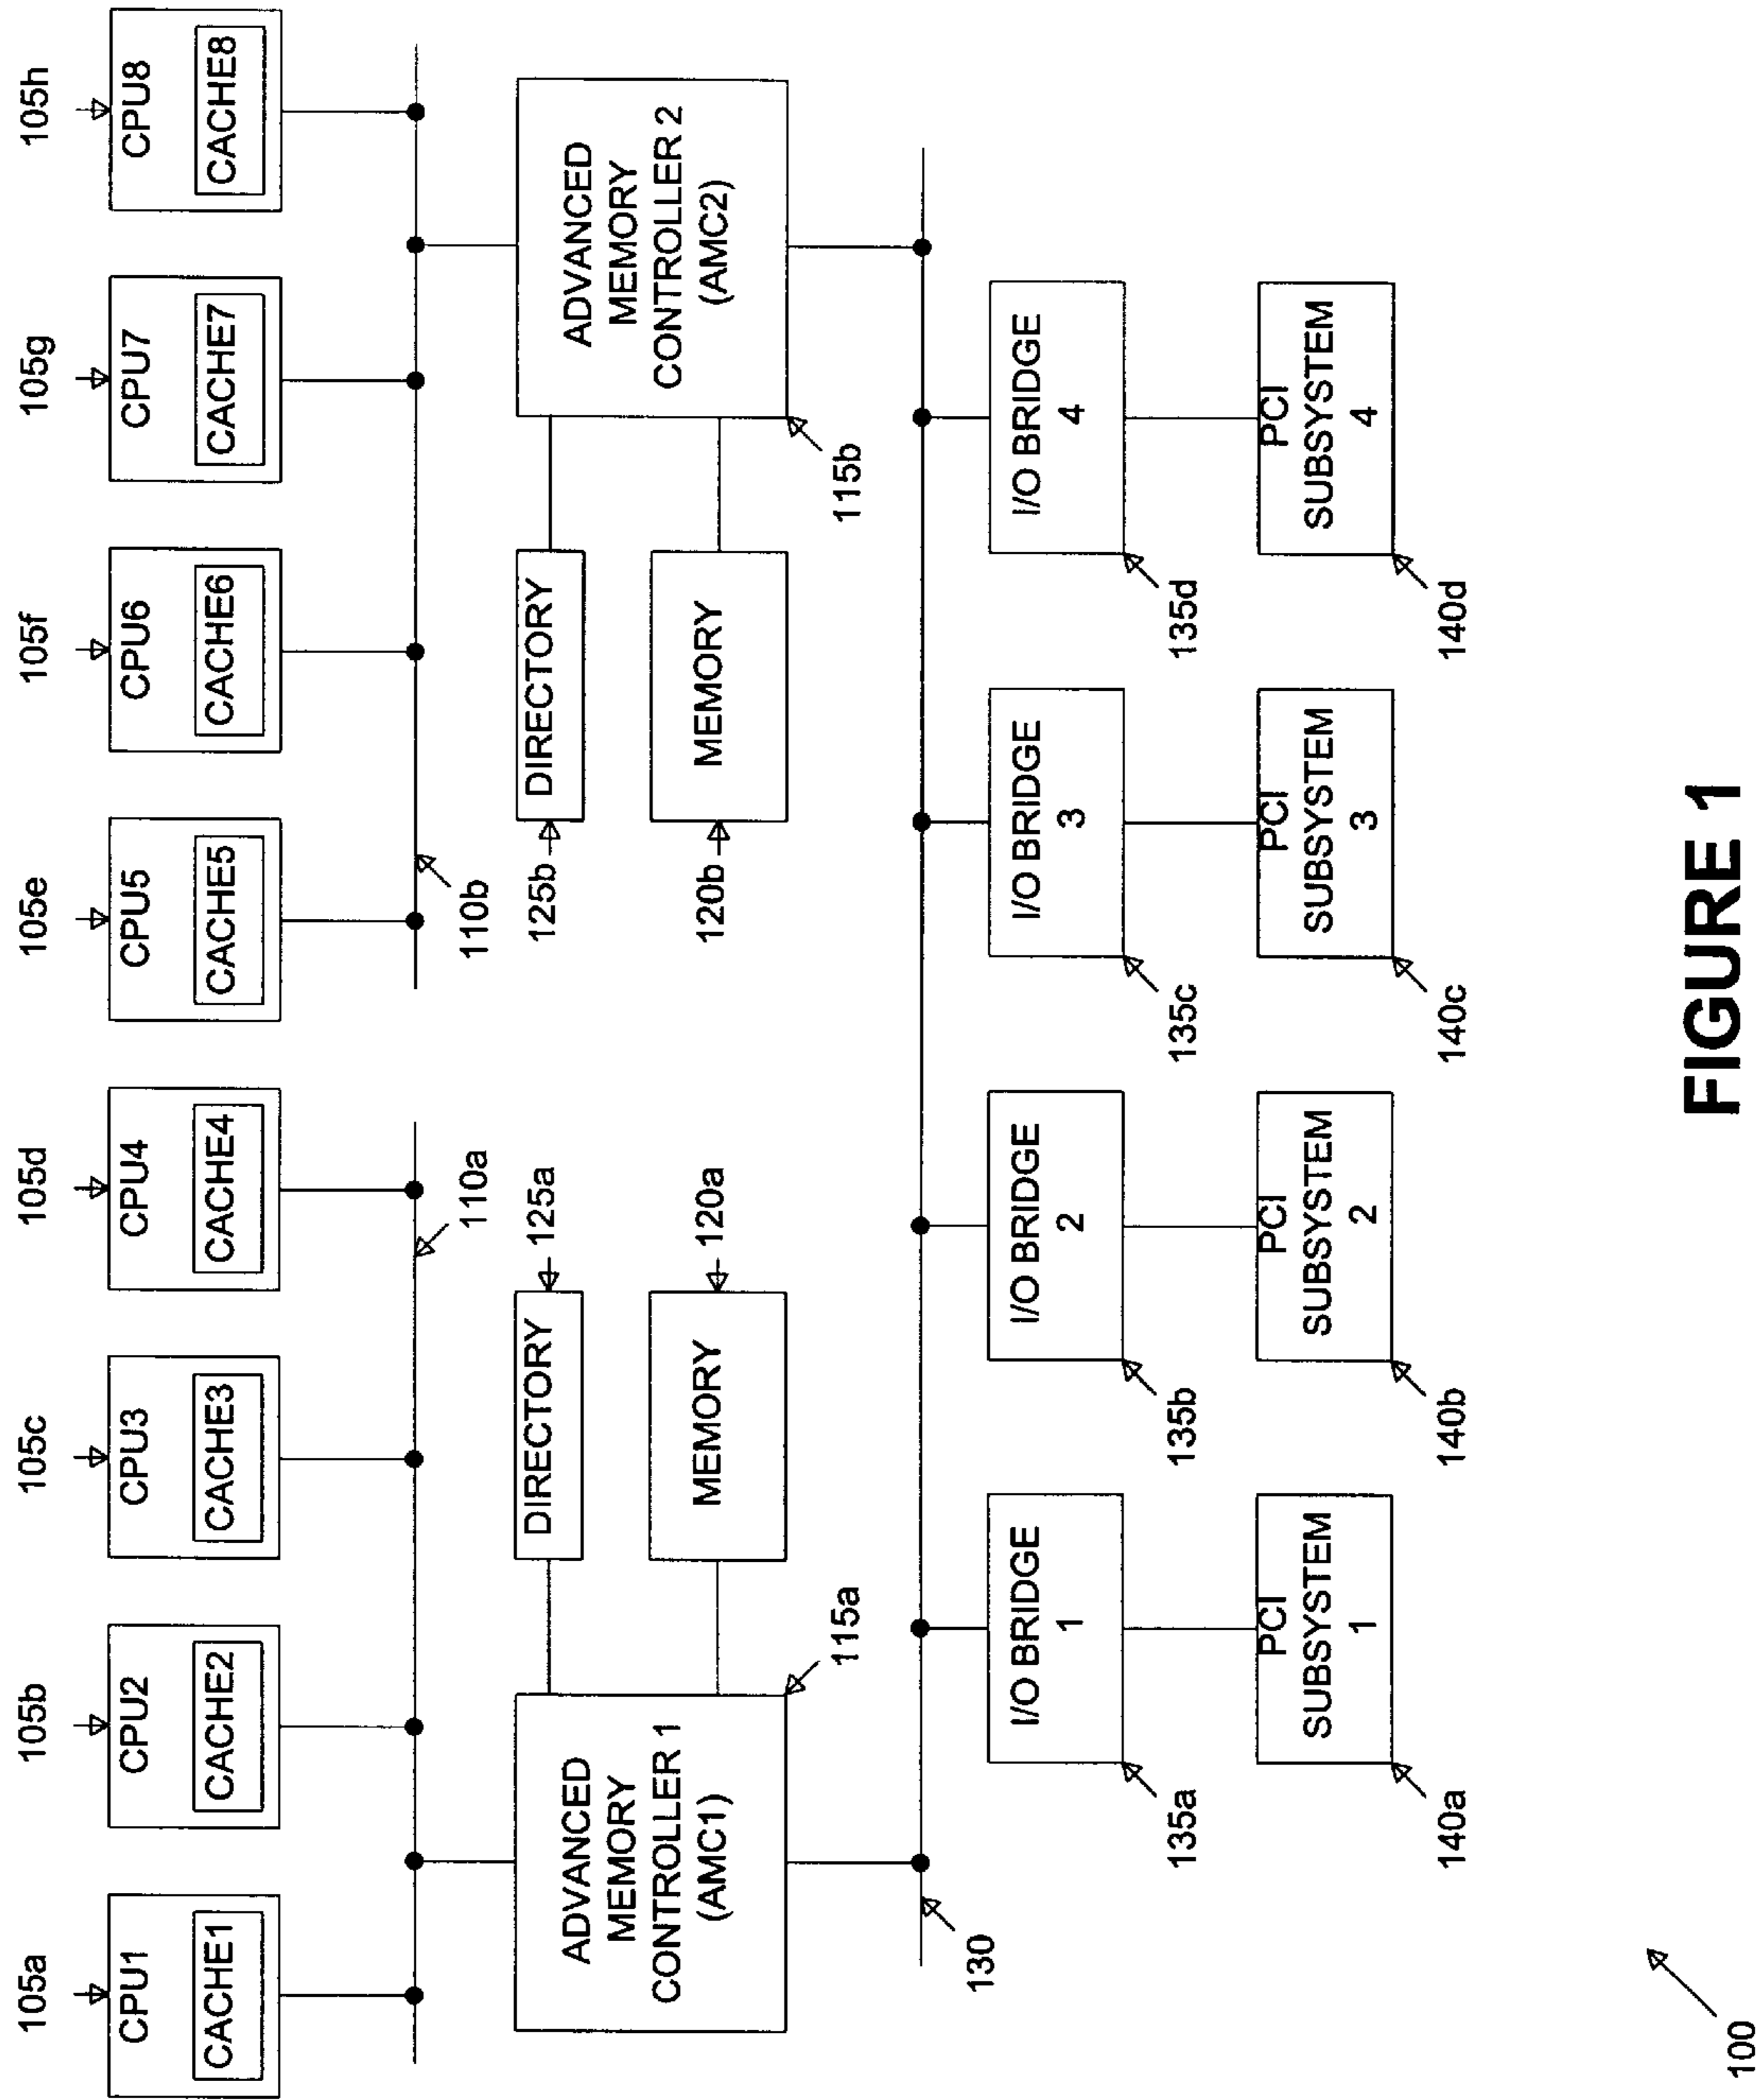 105a
105b
105c
105d
105e
105f
105g
105h
CPU1
CPU2
CPU3
CPU4
CPU5
CPU6
CPU7
CPU8
CACHE1
CACHE2
CACHE3
CACHE4
CACHE5
CACHE6
CACHE7
CACHE8
110a
110b
ADVANCED
MEMORY
CONTROLLER 1
(AMC1)
115a
DIRECTORY
125a
MEMORY
120a
125b
DIRECTORY
120b
MEMORY
ADVANCED
MEMORY
CONTROLLER 2
(AMC2)
115b
130
I/O BRIDGE
1
135a
I/O BRIDGE
2
135b
I/O BRIDGE
3
135c
I/O BRIDGE
4
135d
PCI
SUBSYSTEM
1
140a
PCI
SUBSYSTEM
2
140b
PCI
SUBSYSTEM
3
140c
PCI
SUBSYSTEM
4
140d
100
FIGURE 1